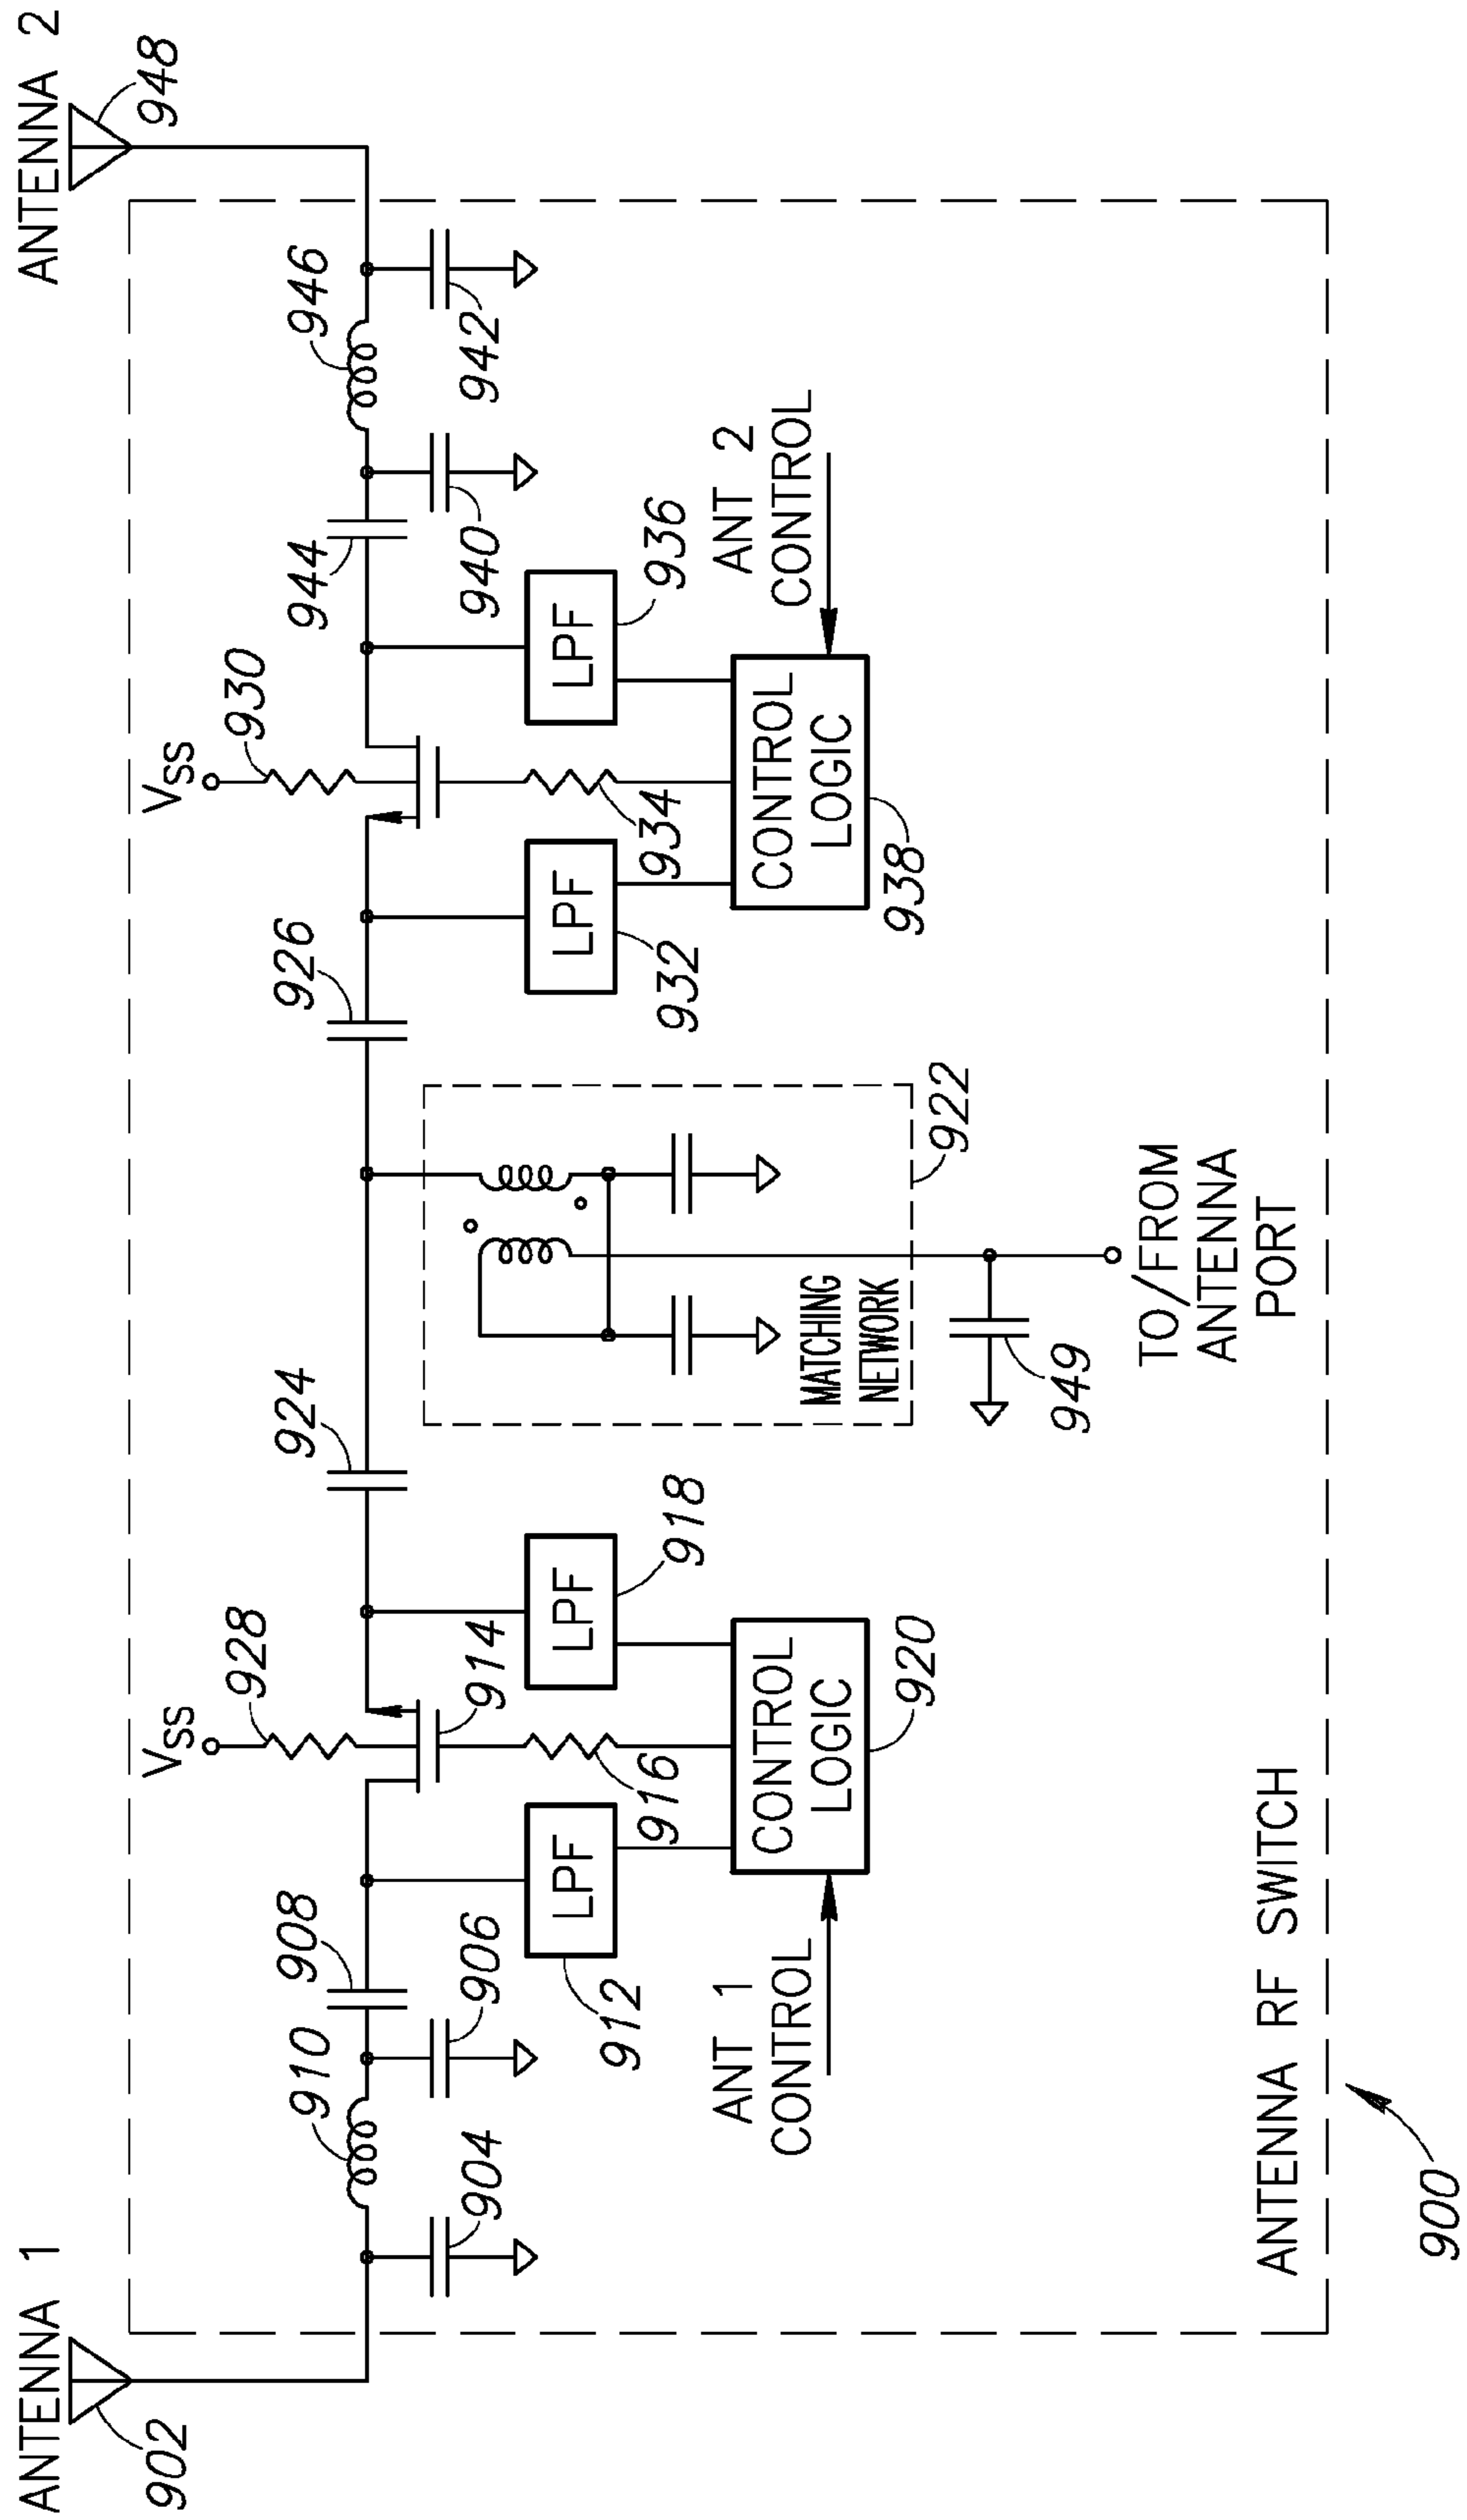 ANTENNA 1
ANTENNA 2
902
948
VSS
928
VSS
930
910
908
924
926
944
946
904
906
914
940
942
LPF
LPF
LPF
LPF
912
916
918
932
934
936
MATCHING
NETWORK
922
ANT 1
CONTROL
CONTROL
LOGIC
920
CONTROL
LOGIC
938
ANT 2
CONTROL
949
TO/FROM
ANTENNA
PORT
ANTENNA RF SWITCH
900